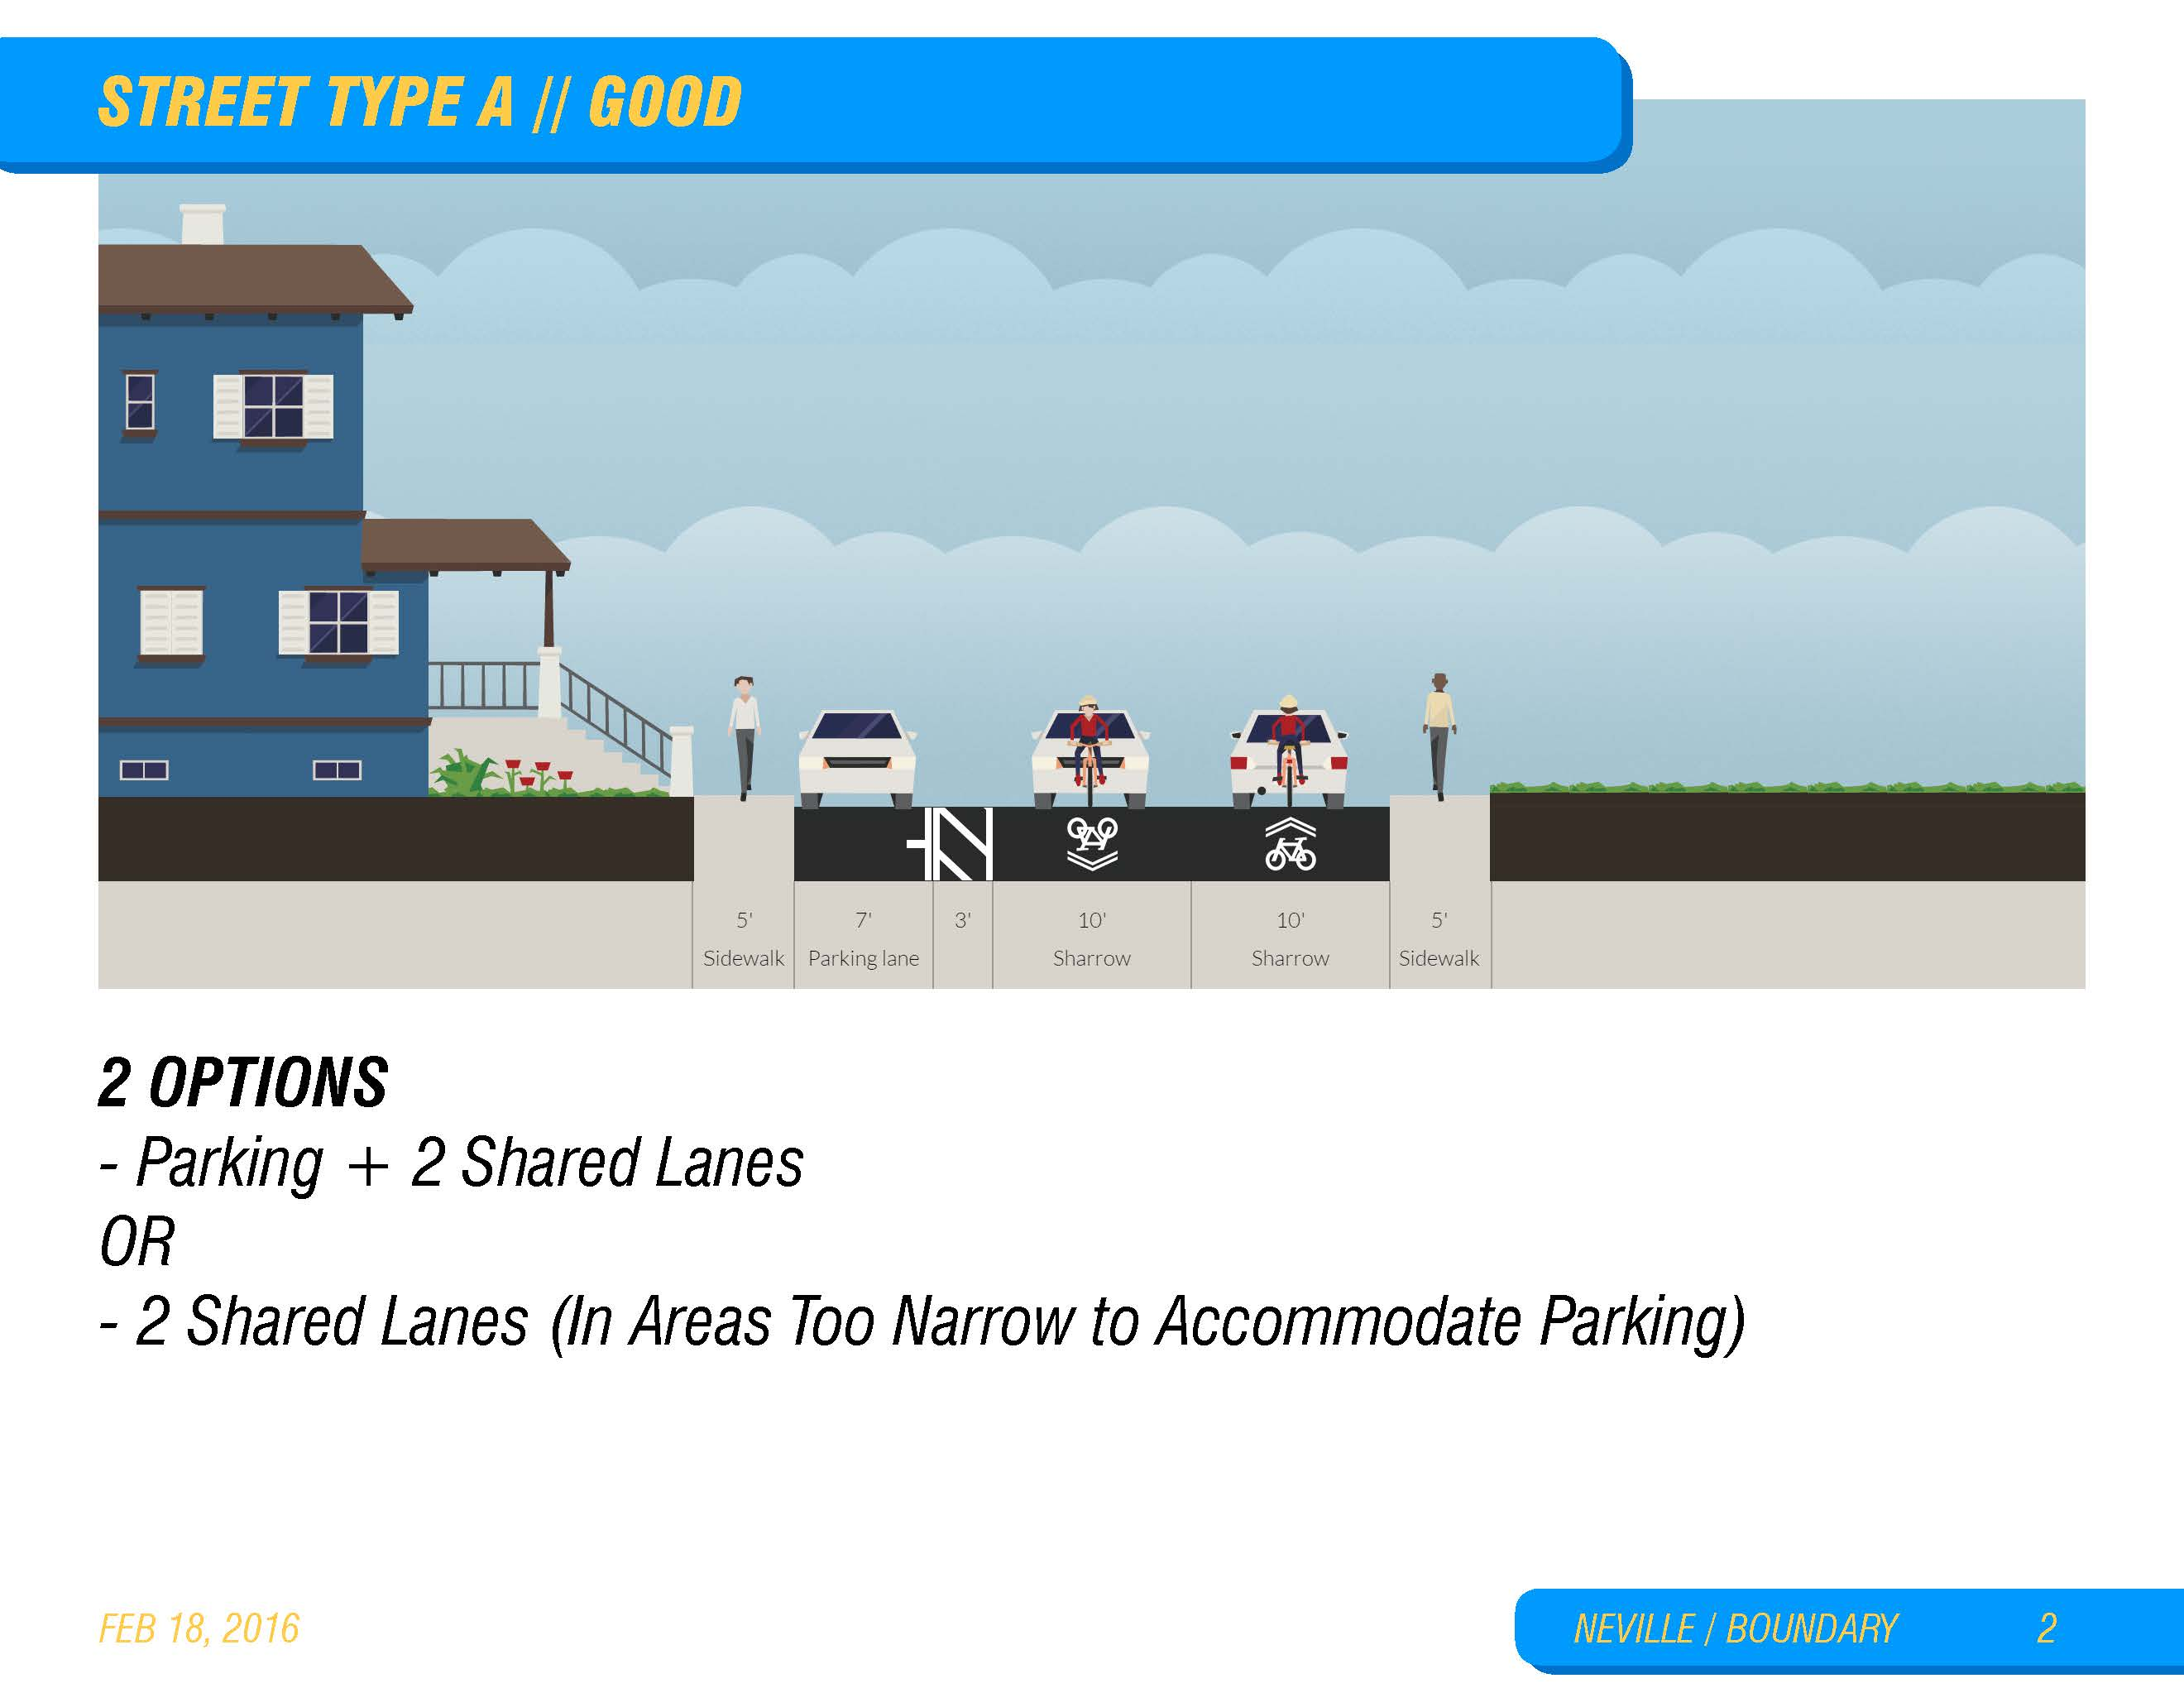 STREET TYPE A // GOOD
5' 7' 3' 10' 10' 5'
Sidewalk Parking lane Sharrow Sharrow Sidewalk
2 OPTIONS
- Parking + 2 Shared Lanes
OR
- 2 Shared Lanes (In Areas Too Narrow to Accommodate Parking)
FEB 18, 2016 NEVILLE / BOUNDARY 2